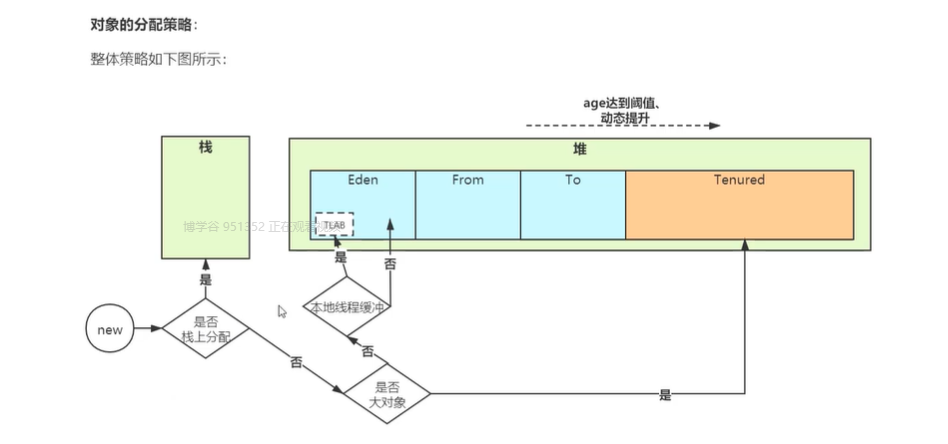 对象的分配策略：
整体策略如下图所示：
age达到阈值、
动态提升
栈
堆
Eden
From
To
Tenured
TLAB
博学谷 951352 正在观看
是
否
是
本地线程缓冲
new
是否
栈上分配
否
否
是否
大对象
是